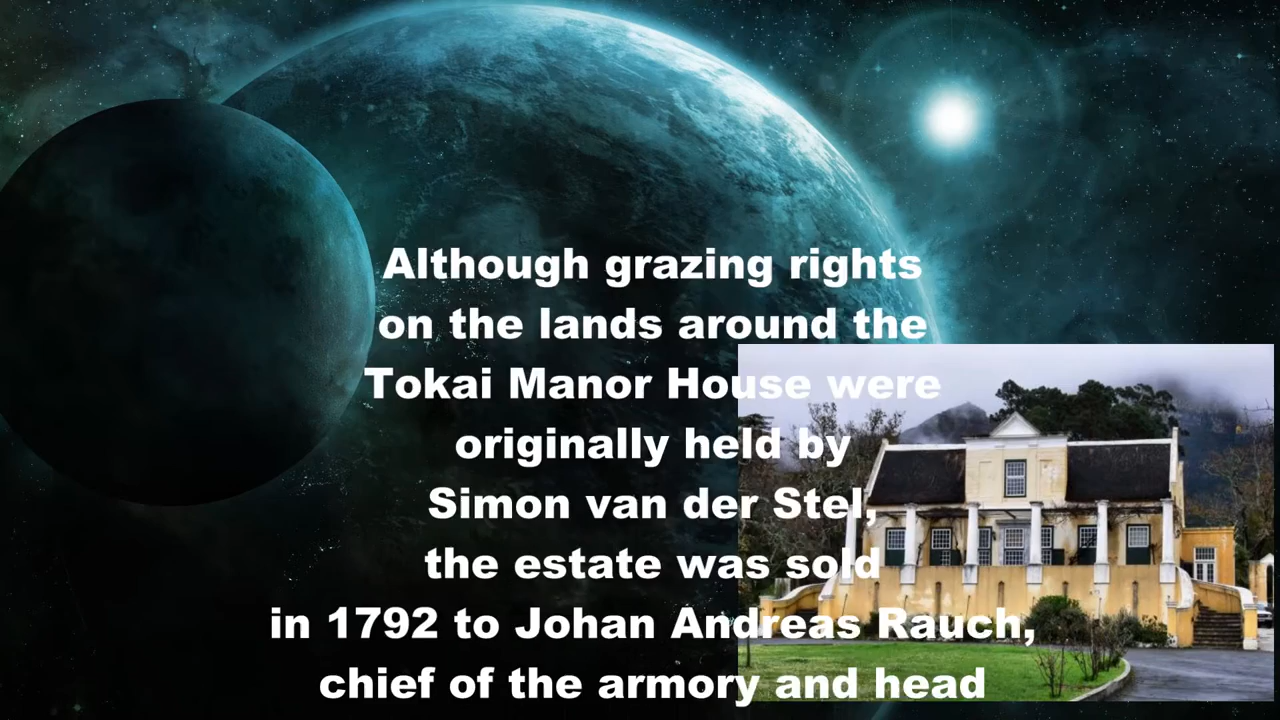 Although grazing rights
on the lands around the
Tokai Manor House were
originally held by
Simon van der Stel,
the estate was sold
in 1792 to Johan Andreas Rauch,
chief of the armory and head